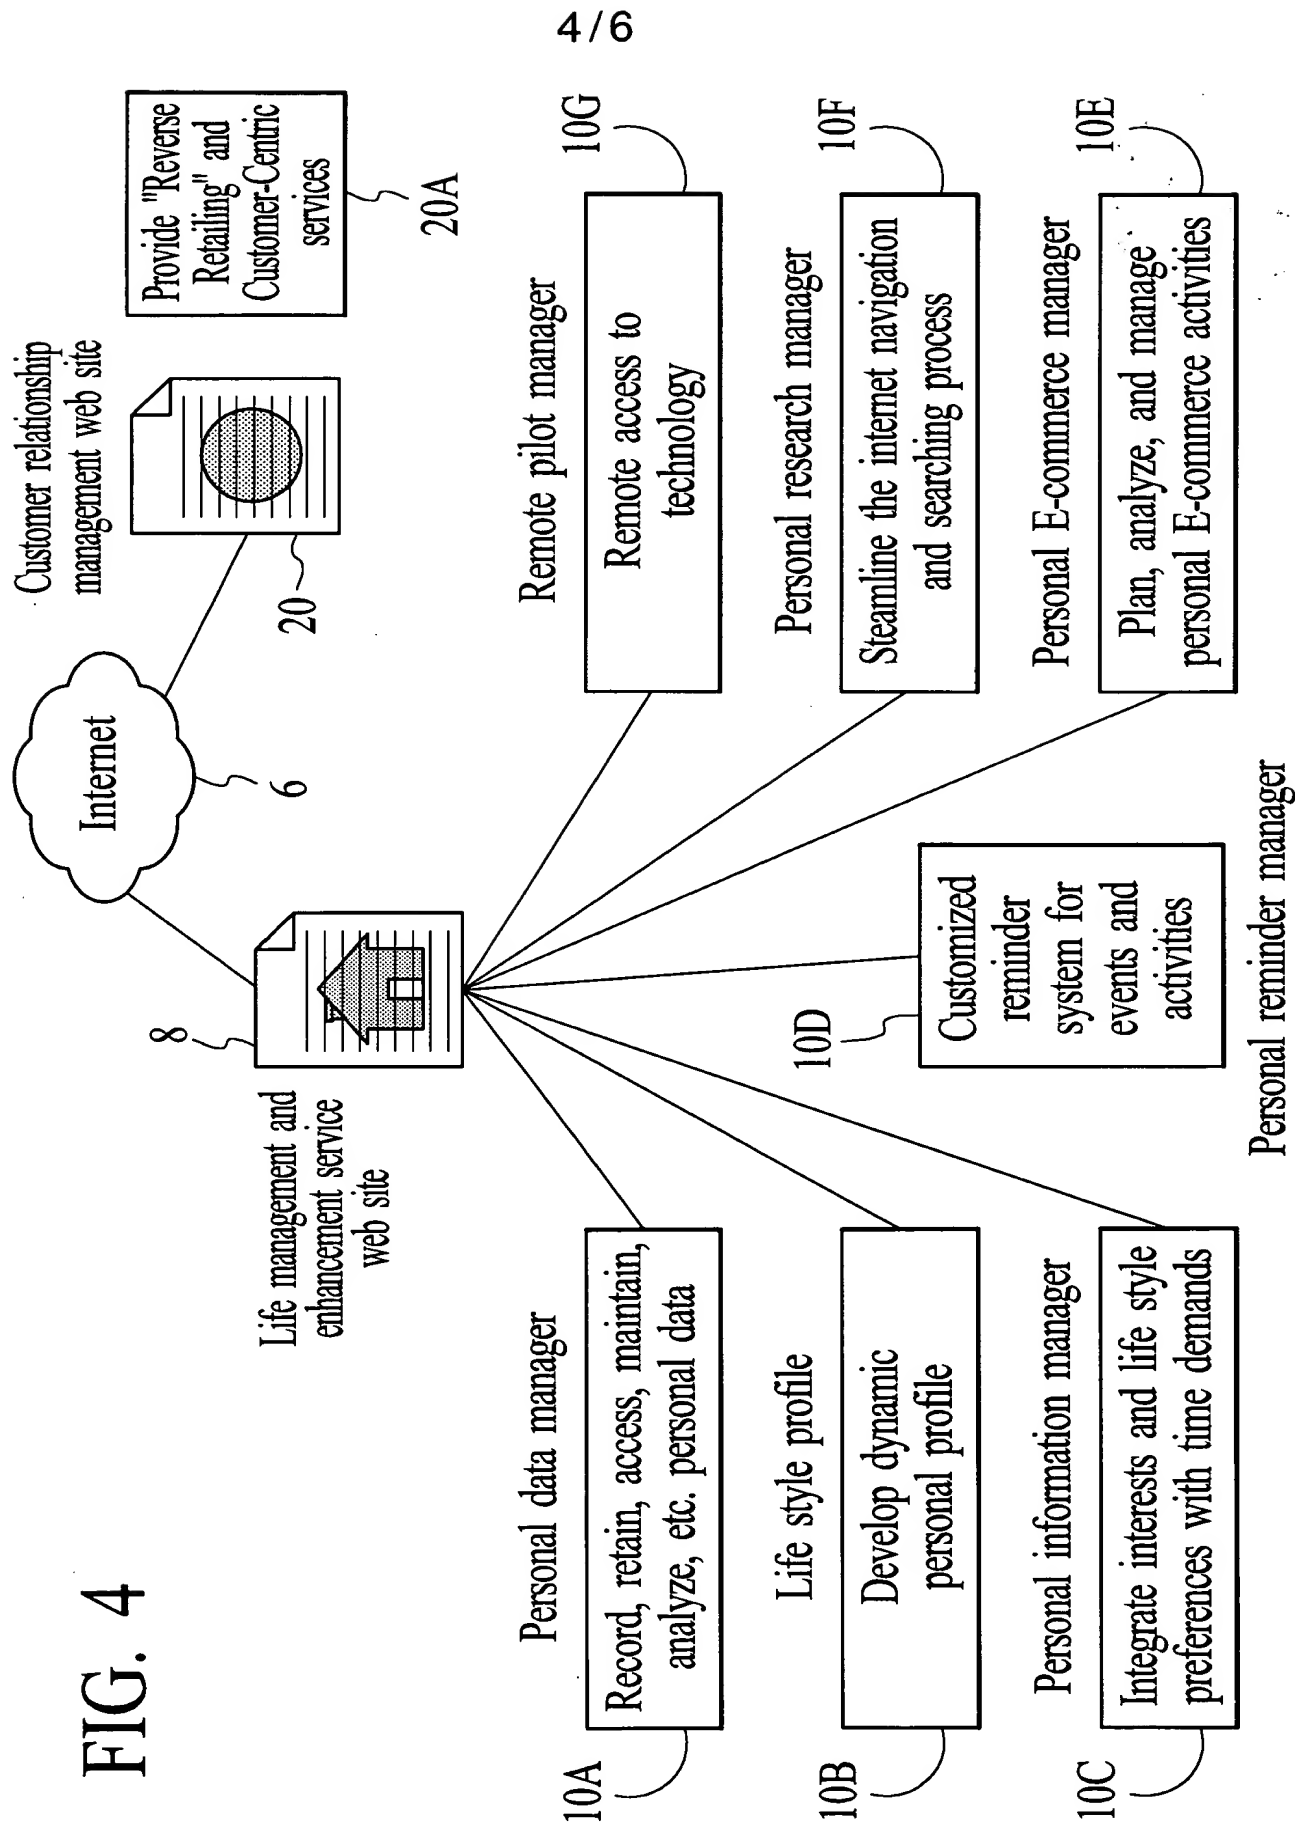 4/6
FIG. 4
Internet
6
Customer relationship
management web site
20
Provide "Reverse
Retailing" and
Customer-Centric
services
20A
8
Life management and
enhancement service
web site
Personal data manager
Record, retain, access, maintain,
analyze, etc. personal data
10A
Life style profile
Develop dynamic
personal profile
10B
Personal information manager
Integrate interests and life style
preferences with time demands
10C
10D
Customized
reminder
system for
events and
activities
Personal reminder manager
Remote pilot manager
Remote access to
technology
10G
Personal research manager
Steamline the internet navigation
and searching process
10F
Personal E-commerce manager
Plan, analyze, and manage
personal E-commerce activities
10E